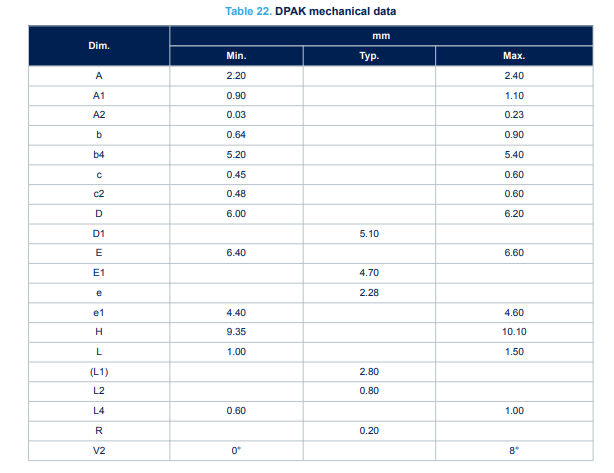 Table 22. DPAK mechanical data
Dim. mm
Min. Typ. Max.
A 2.20 2.40
A1 0.90 1.10
A2 0.03 0.23
b 0.64 0.90
b4 5.20 5.40
c 0.45 0.60
c2 0.48 0.60
D 6.00 6.20
D1 5.10
E 6.40 6.60
E1 4.70
e 2.28
e1 4.40 4.60
H 9.35 10.10
L 1.00 1.50
(L1) 2.80
L2 0.80
L4 0.60 1.00
R 0.20
V2 0° 8°